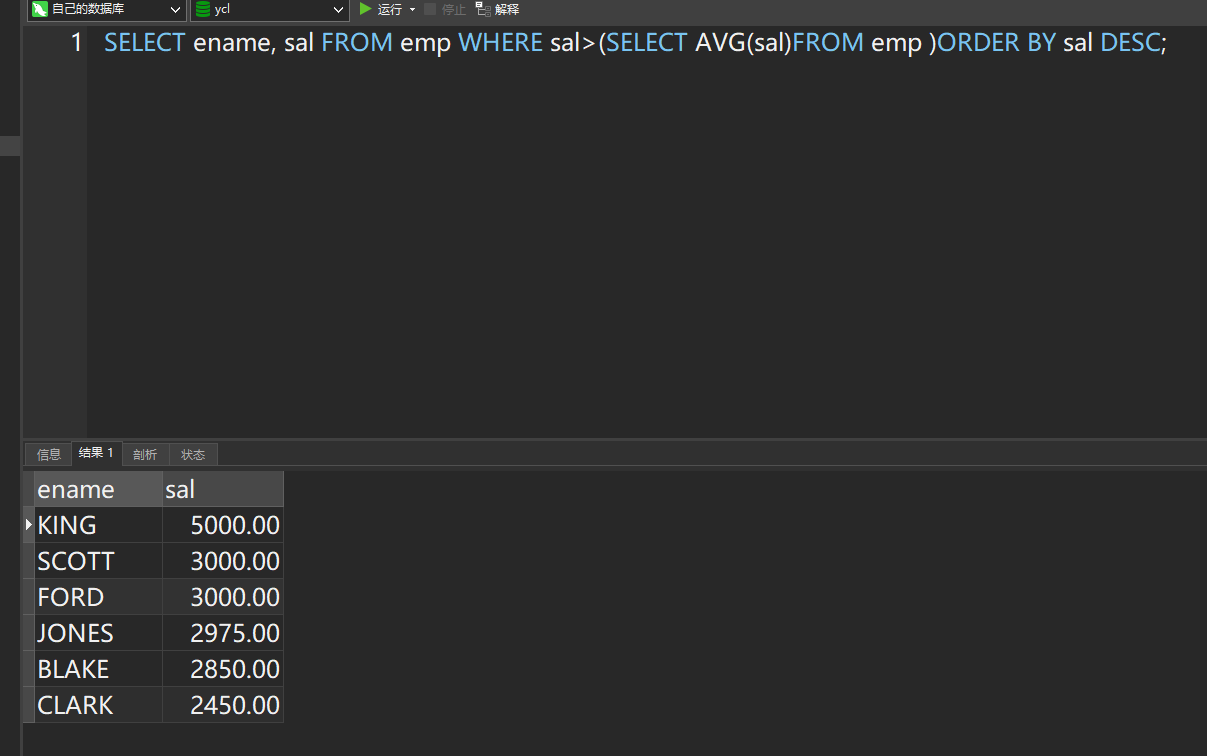 自己的数据库 ycl 运行 停止 解释
1 SELECT ename, sal FROM emp WHERE sal>(SELECT AVG(sal)FROM emp )ORDER BY sal DESC;
信息 结果 1 剖析 状态
ename sal
KING 5000.00
SCOTT 3000.00
FORD 3000.00
JONES 2975.00
BLAKE 2850.00
CLARK 2450.00